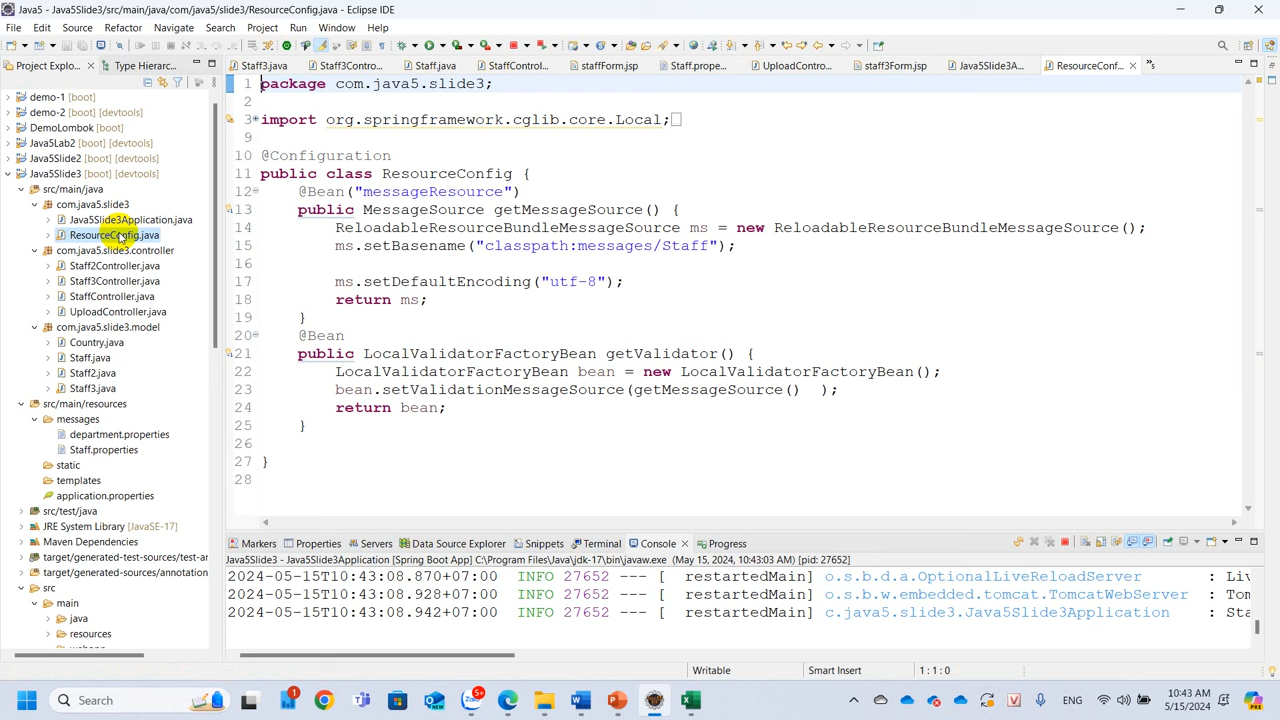 Java5 - Java5Slide3/src/main/java/com/java5/slide3/ResourceConfig.java - Eclipse IDE
File Edit Source Refactor Navigate Search Project Run Window Help
Project Explo... Type Hierarc...
Staff3.java Staff3Contro... Staff.java StaffControl... staffForm.jsp Staff.prope... UploadContro... staff3Form.jsp Java5Slide3A... ResourceConf...
demo-1 [boot]
demo-2 [devtools]
DemoLombok [boot]
Java5Lab2 [boot] [devtools]
Java5Slide2 [boot] [devtools]
Java5Slide3 [boot] [devtools]
src/main/java
com.java5.slide3
Java5Slide3Application.java
ResourceConfig.java
com.java5.slide3.controller
Staff2Controller.java
Staff3Controller.java
StaffController.java
UploadController.java
com.java5.slide3.model
Country.java
Staff.java
Staff2.java
Staff3.java
src/main/resources
messages
department.properties
Staff.properties
static
templates
application.properties
src/test/java
JRE System Library [JavaSE-17]
Maven Dependencies
target/generated-test-sources/test-ar
target/generated-sources/annotation
src
main
java
resources
1 package com.java5.slide3;
2
3 import org.springframework.cglib.core.Local;
9
10 @Configuration
11 public class ResourceConfig {
12 @Bean("messageResource")
13 public MessageSource getMessageSource() {
14 ReloadableResourceBundleMessageSource ms = new ReloadableResourceBundleMessageSource();
15 ms.setBasename("classpath:messages/Staff");
16
17 ms.setDefaultEncoding("utf-8");
18 return ms;
19 }
20 @Bean
21 public LocalValidatorFactoryBean getValidator() {
22 LocalValidatorFactoryBean bean = new LocalValidatorFactoryBean();
23 bean.setValidationMessageSource(getMessageSource() );
24 return bean;
25 }
26
27 }
28
Markers Properties Servers Data Source Explorer Snippets Terminal Console Progress
Java5Slide3 - Java5Slide3Application [Spring Boot App] C:\Program Files\Java\jdk-17\bin\javaw.exe (May 15, 2024, 10:43:03 AM) [pid: 27652]
2024-05-15T10:43:08.870+07:00 INFO 27652 --- [ restartedMain] o.s.b.d.a.OptionalLiveReloadServer : Liv
2024-05-15T10:43:08.928+07:00 INFO 27652 --- [ restartedMain] o.s.b.w.embedded.tomcat.TomcatWebServer : Tom
2024-05-15T10:43:08.942+07:00 INFO 27652 --- [ restartedMain] c.java5.slide3.Java5Slide3Application : Sta
Writable Smart Insert 1 : 1 : 0
Search
1
5+
ENG
0:43 AM
5/15/2024